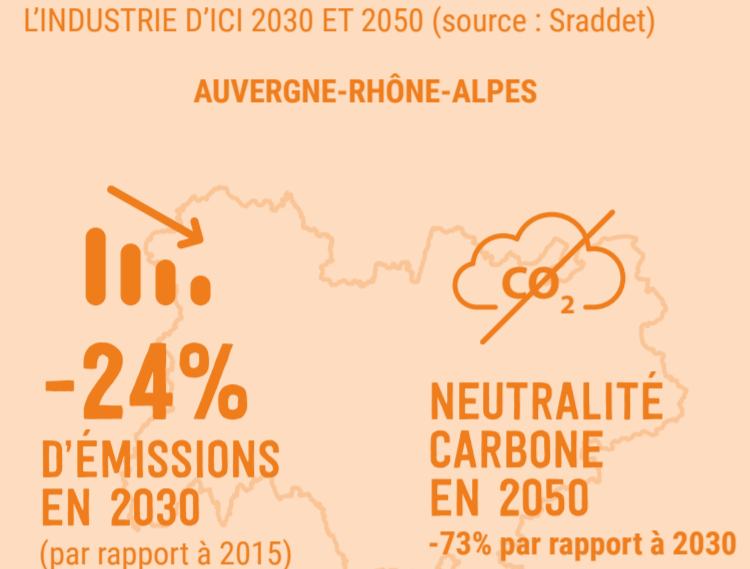 L'INDUSTRIE D'ICI 2030 ET 2050 (source : Sraddet)
AUVERGNE-RHÔNE-ALPES
CO2
-24%
D'ÉMISSIONS
EN 2030
(par rapport à 2015)
NEUTRALITÉ
CARBONE
EN 2050
-73% par rapport à 2030